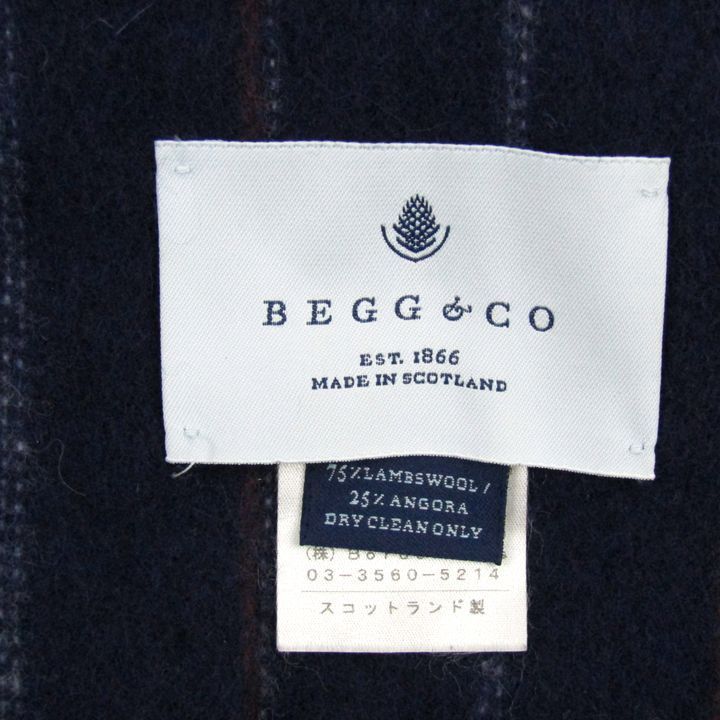 BEGG & CO
EST. 1866
MADE IN SCOTLAND
75% LAMBSWOOL /
25% ANGORA
DRY CLEAN ONLY
(株)
03-3560-5214
スコットランド製